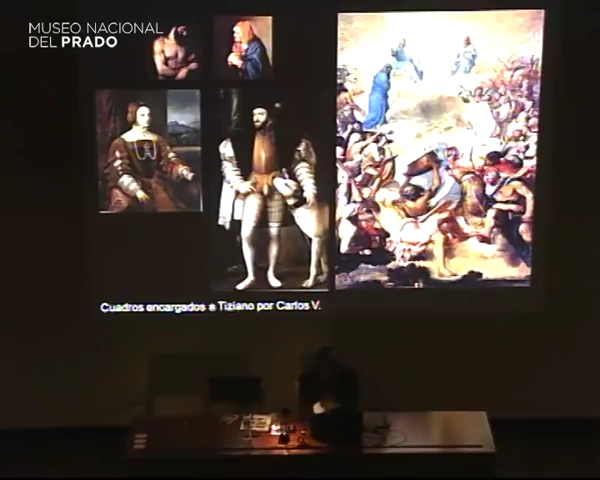 MUSEO NACIONAL
DEL PRADO
Cuadros encargados a Tiziano por Carlos V.